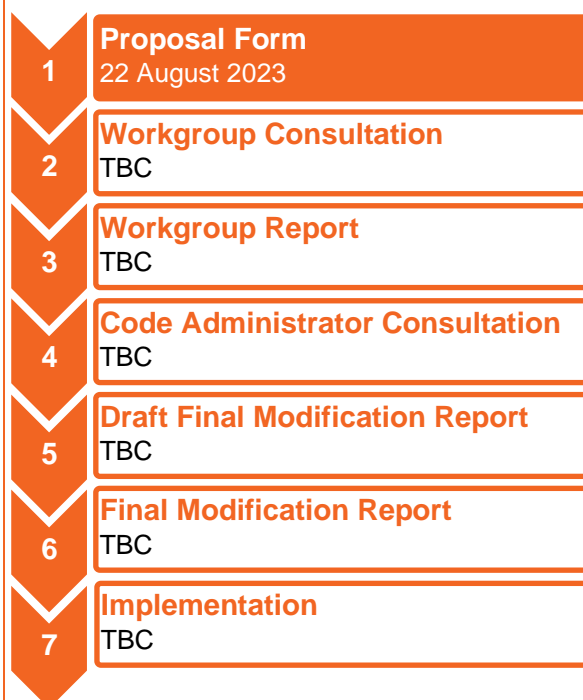 1
Proposal Form
22 August 2023
2
Workgroup Consultation
TBC
3
Workgroup Report
TBC
4
Code Administrator Consultation
TBC
5
Draft Final Modification Report
TBC
6
Final Modification Report
TBC
7
Implementation
TBC